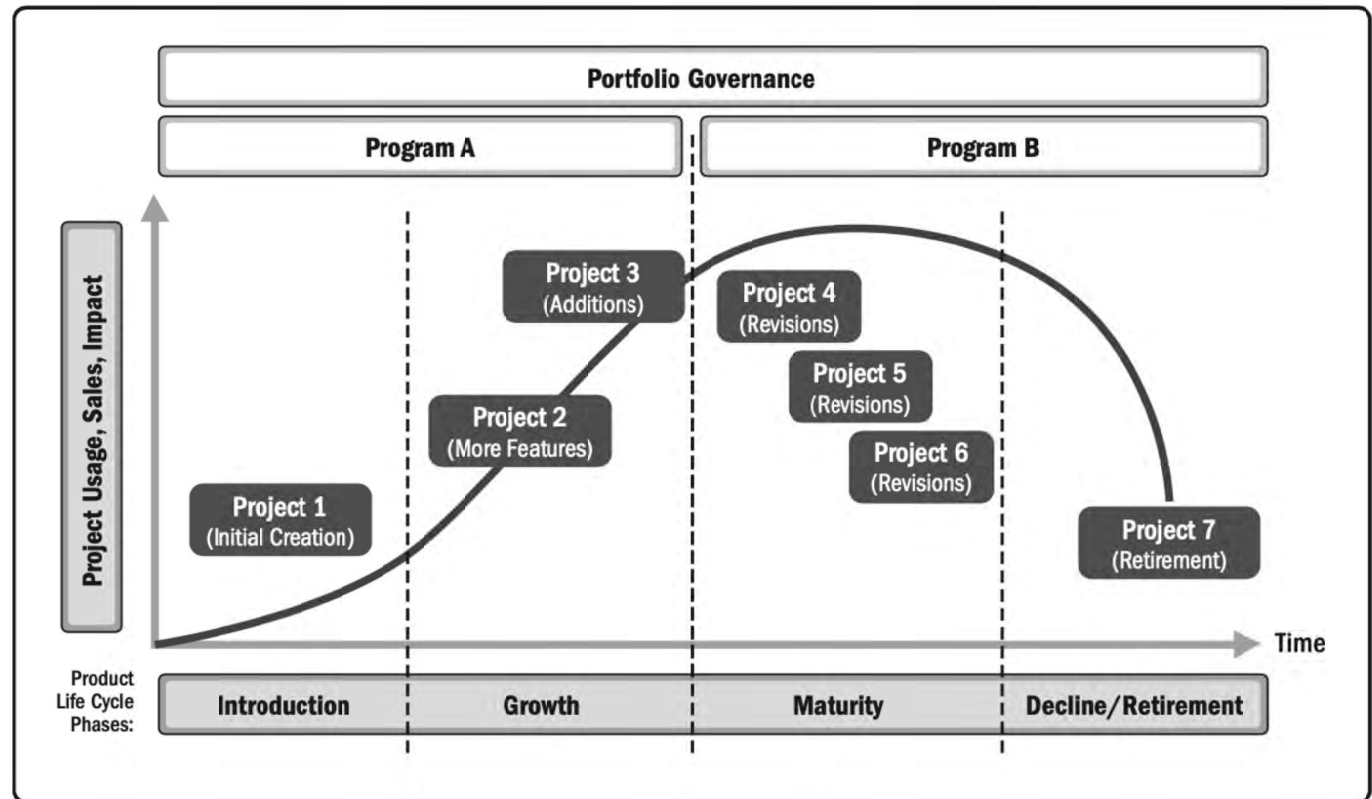 Portfolio Governance
Program A
Program B
Project Usage, Sales, Impact
Project 3
(Additions)
Project 4
(Revisions)
Project 5
(Revisions)
Project 2
(More Features)
Project 6
(Revisions)
Project 1
(Initial Creation)
Project 7
(Retirement)
Time
Product
Life Cycle
Phases:
Introduction
Growth
Maturity
Decline/Retirement